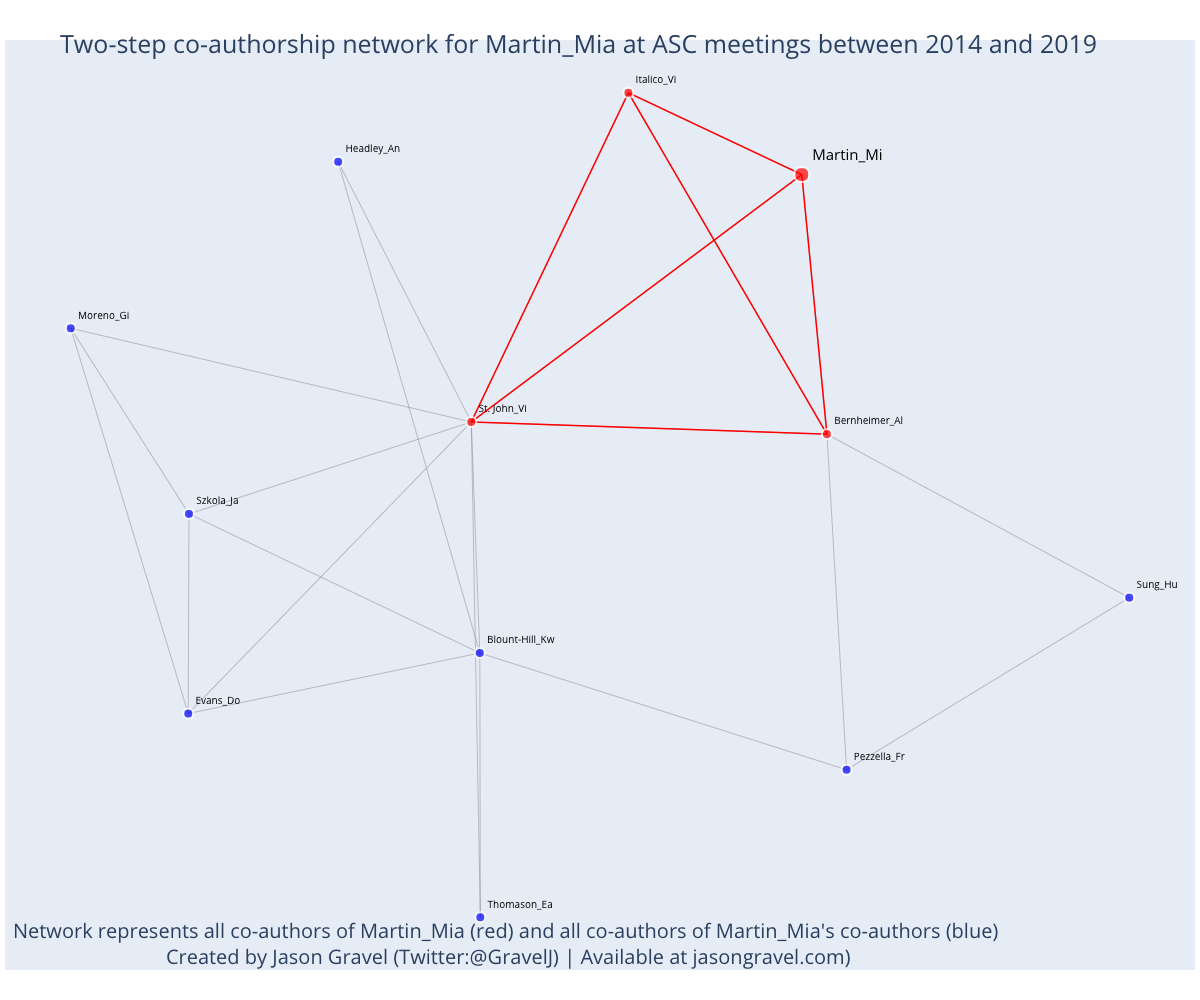 Two-step co-authorship network for Martin_Mia at ASC meetings between 2014 and 2019
Italico_Vi
Headley_An
Martin_Mi
Moreno_Gi
St. John_Vi
Bernheimer_Al
Szkola_Ja
Sung_Hu
Blount-Hill_Kw
Evans_Do
Pezzella_Fr
Thomason_Ea
Network represents all co-authors of Martin_Mia (red) and all co-authors of Martin_Mia's co-authors (blue)
Created by Jason Gravel (Twitter:@GravelJ) | Available at jasongravel.com)